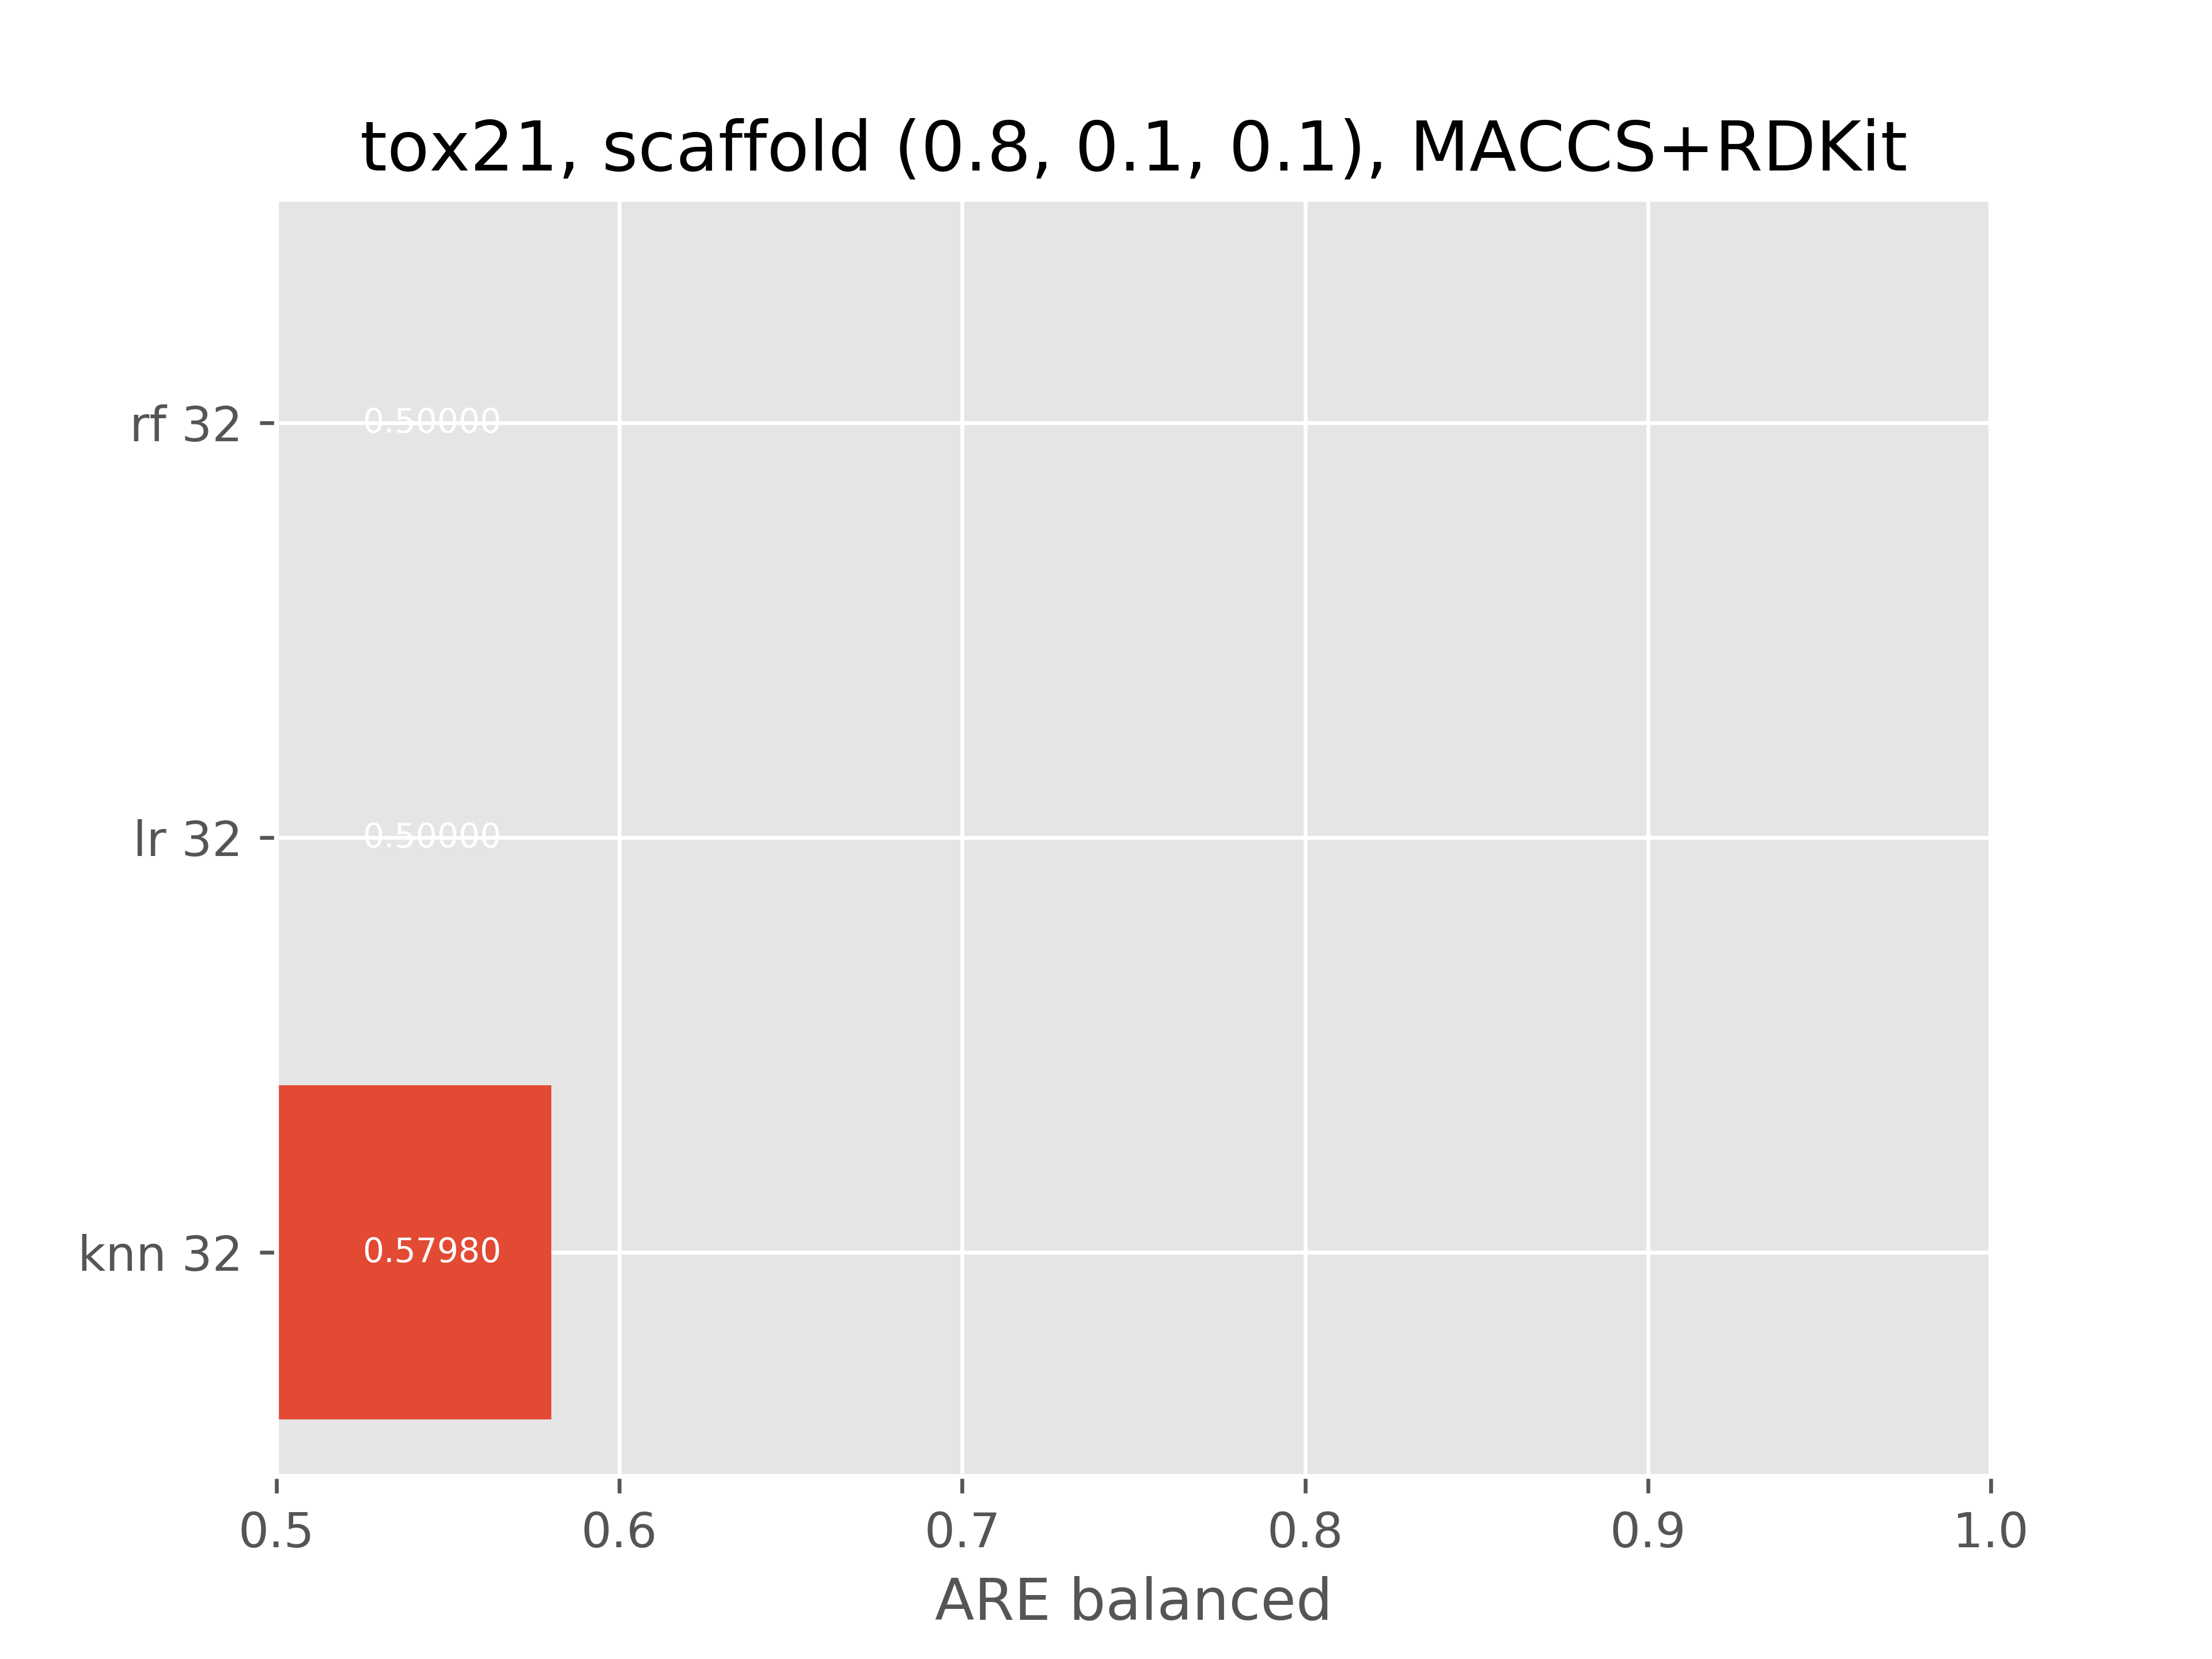 tox21, scaffold (0.8, 0.1, 0.1), MACCS+RDKit
rf 32
0.50000
lr 32
0.50000
knn 32
0.57980
0.5 0.6 0.7 0.8 0.9 1.0
ARE balanced